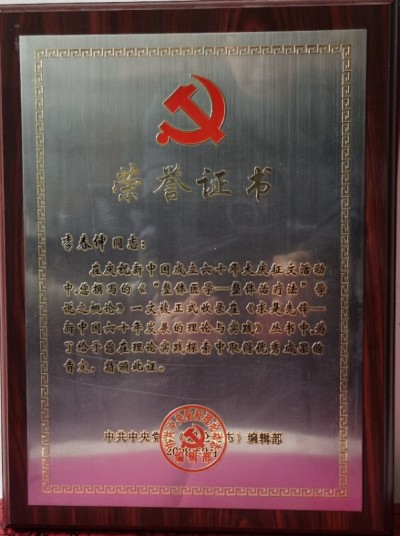 荣誉证书
李春伸同志：
在庆祝新中国成立六十年大庆征文活动
中，您撰写的《“整体医学—整体治疗法”学
说之概论》一文被正式收录在《求是先锋—
新中国六十年发展的理论与实践》丛书中，为
了给予您在理论实践探索中取得优秀成果的
肯定，特颁此证。
中共中央党
》编辑部
编辑部